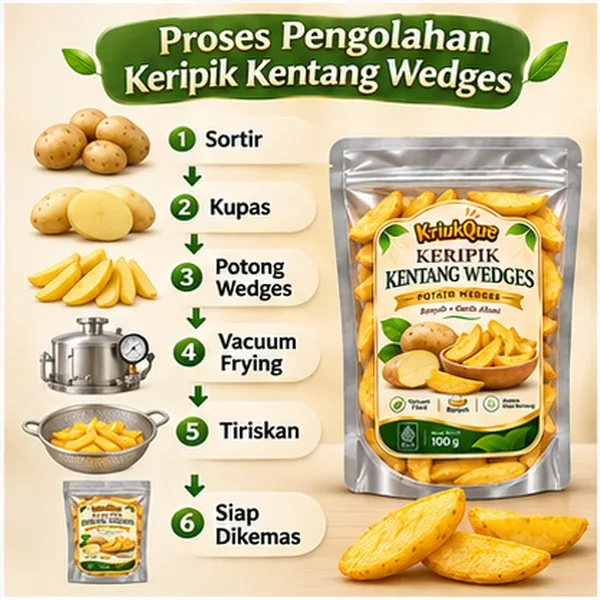 Proses Pengolahan
Keripik Kentang Wedges
1 Sortir
2 Kupas
3 Potong
Wedges
4 Vacuum
Frying
5 Tiriskan
6 Siap
Dikemas
KriukQue
KERIPIK
KENTANG WEDGES
POTATO WEDGES
100 g